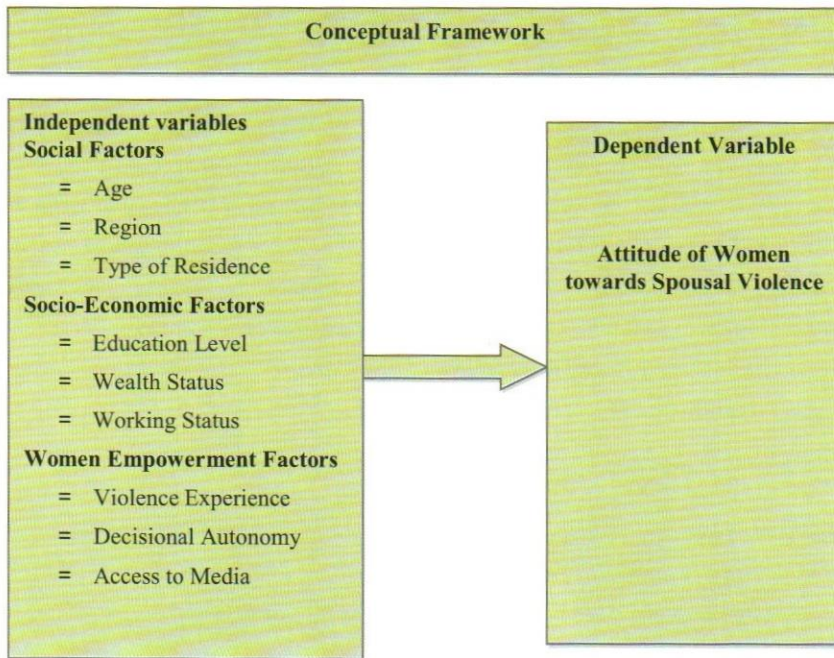 Conceptual Framework
Independent variables
Social Factors
= Age
= Region
= Type of Residence
Socio-Economic Factors
= Education Level
= Wealth Status
= Working Status
Women Empowerment Factors
= Violence Experience
= Decisional Autonomy
= Access to Media
Dependent Variable
Attitude of Women
towards Spousal Violence